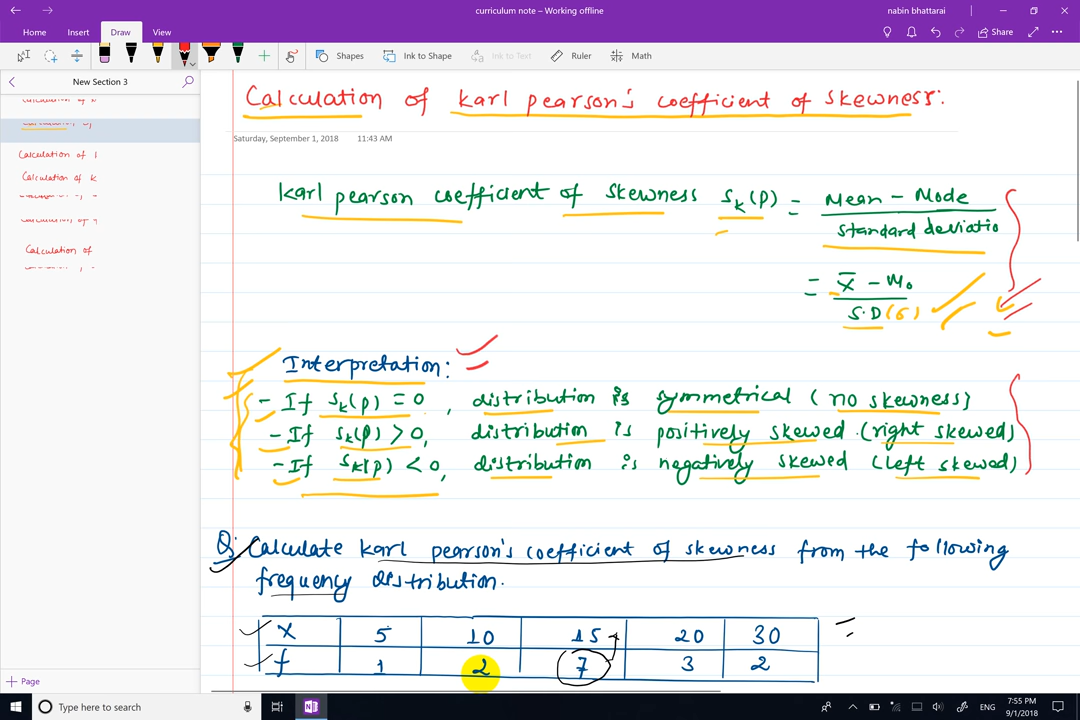 curriculum note – Working offline
nabin bhattarai
Home Insert Draw View
Share
Shapes Ink to Shape Ink to Text Ruler Math
New Section 3
Calculation of karl pearson's coefficient of skewness:
Saturday, September 1, 2018 11:43 AM
Calculation of
Calculation of k
Calculation of
Karl pearson coefficient of skewness Sk(p) = Mean - Mode
standard deviatio
= X̅ - Mo
S.D(σ)
Interpretation:
- If Sk(p) = 0, distribution is symmetrical (no skewness)
- If Sk(p) > 0, distribution is positively skewed (right skewed)
- If Sk(p) < 0, distribution is negatively skewed (left skewed)
Q: Calculate karl pearson's coefficient of skewness from the following
frequency distribution.
X 5 10 15 20 30
f 1 2 7 3 2
+ Page
Type here to search
ENG
7:55 PM
9/1/2018